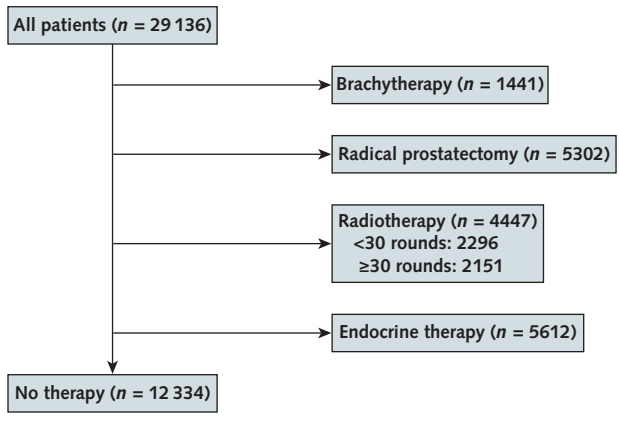 All patients (n = 29 136)
Brachytherapy (n = 1441)
Radical prostatectomy (n = 5302)
Radiotherapy (n = 4447)
<30 rounds: 2296
≥30 rounds: 2151
Endocrine therapy (n = 5612)
No therapy (n = 12 334)